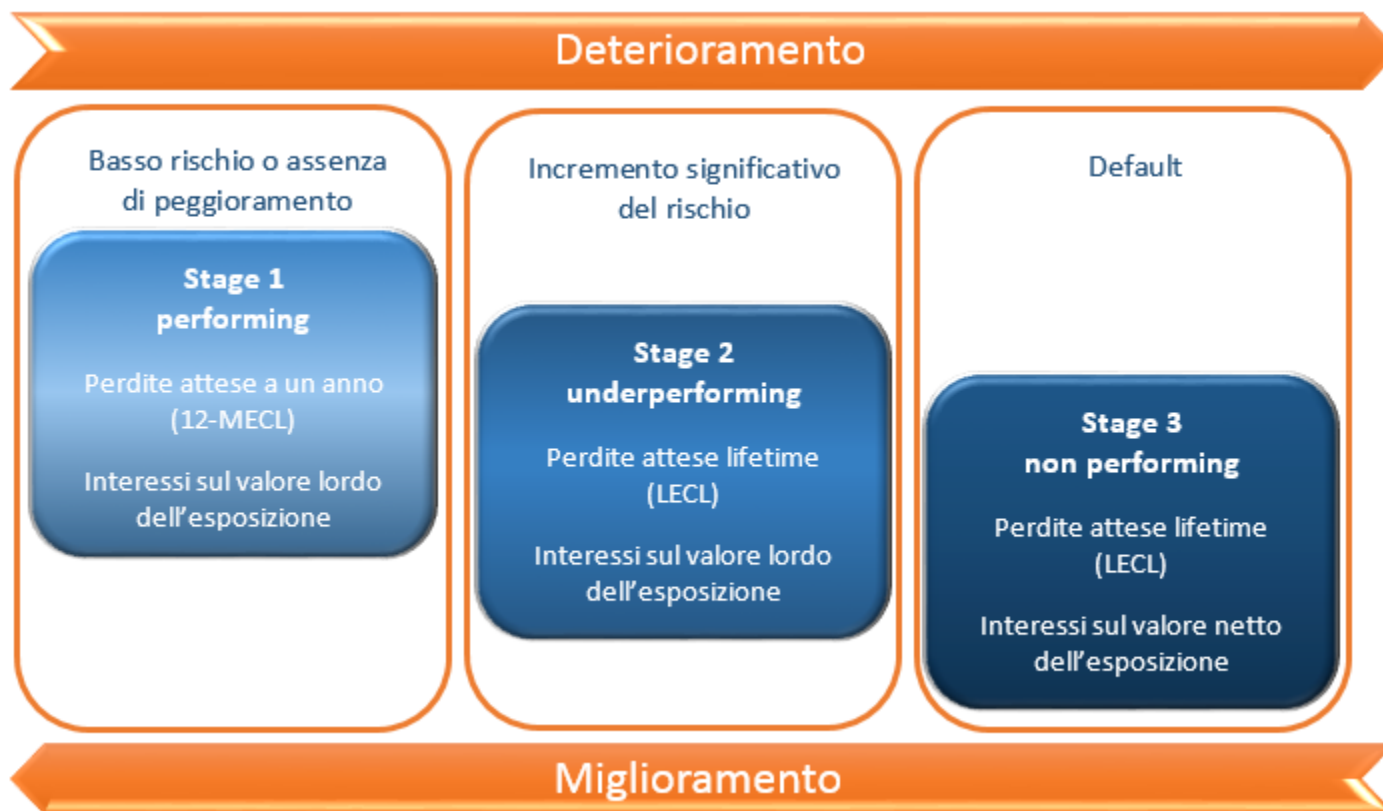 Deterioramento
Basso rischio o assenza
di peggioramento
Stage 1
performing
Perdite attese a un anno
(12-MECL)
Interessi sul valore lordo
dell'esposizione
Incremento significativo
del rischio
Stage 2
underperforming
Perdite attese lifetime
(LECL)
Interessi sul valore lordo
dell'esposizione
Default
Stage 3
non performing
Perdite attese lifetime
(LECL)
Interessi sul valore netto
dell'esposizione
Miglioramento